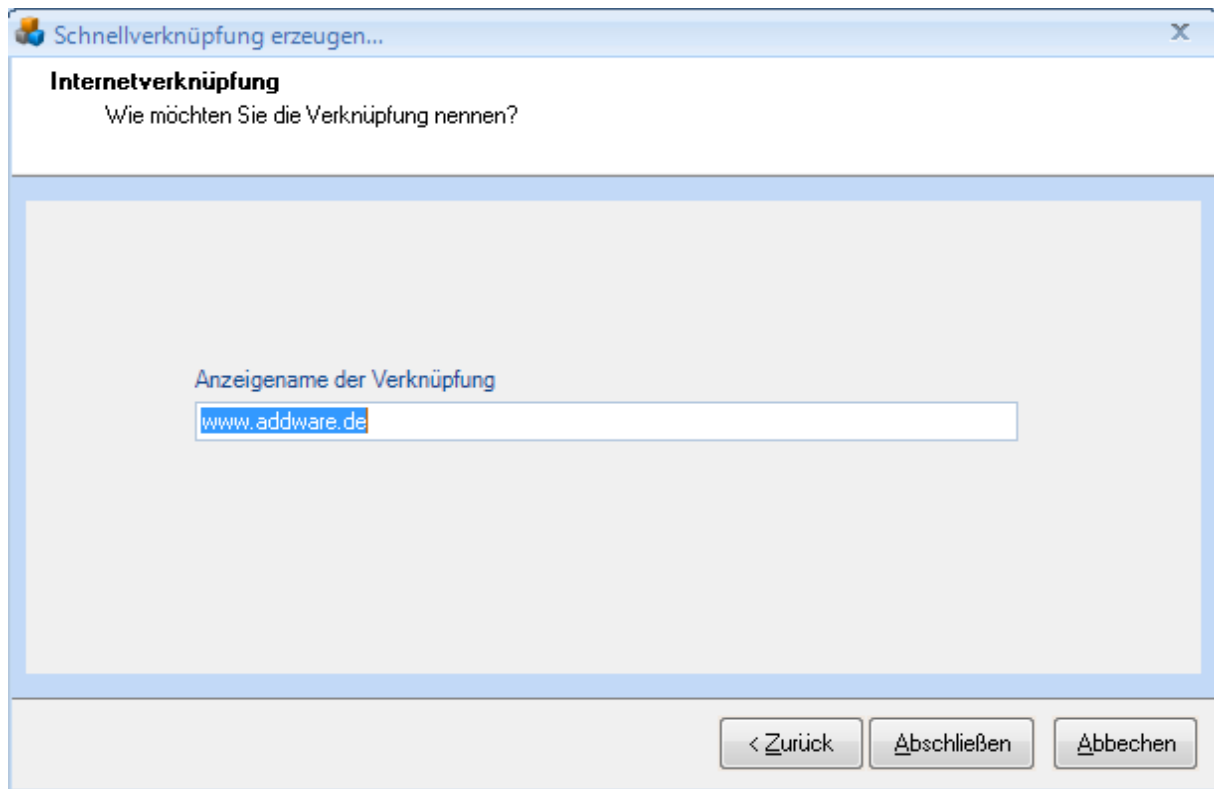 Schnellverknüpfung erzeugen...
x
Internetverknüpfung
Wie möchten Sie die Verknüpfung nennen?
Anzeigename der Verknüpfung
www.addware.de
< Zurück Abschließen Abbechen